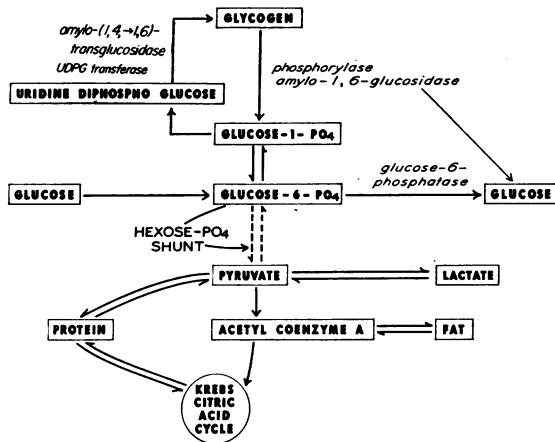 GLYCOGEN
amylo-(1,4,→1,6)-
transglucosidase
UDPG transferase
phosphorylase
amylo-1, 6-glucosidase
URIDINE DIPHOSPNO GLUCOSE
GLUCOSE-1- PO4
glucose-6-
phosphatase
GLUCOSE
GLUCOSE-6-PO4
GLUCOSE
HEXOSE-PO4
SHUNT
PYRUVATE
LACTATE
PROTEIN
ACETYL COENZYME A
FAT
KREBS
CITRIC
ACID
CYCLE